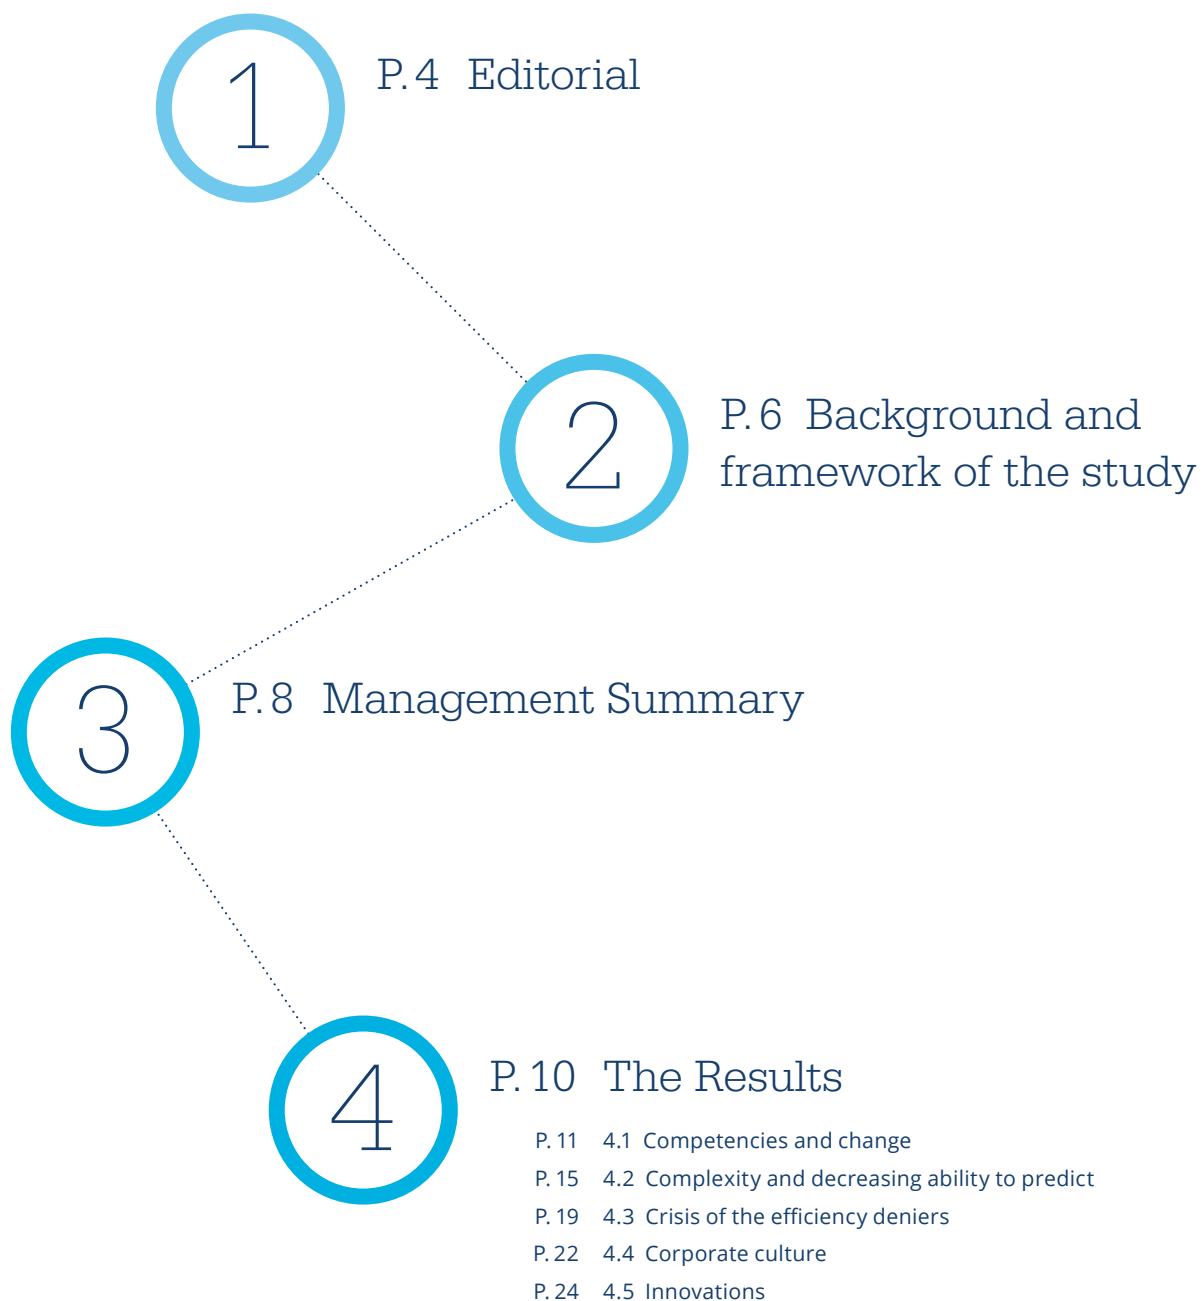 1
P. 4 Editorial
2
P. 6 Background and
framework of the study
3
P. 8 Management Summary
4
P. 10 The Results
P. 11 4.1 Competencies and change
P. 15 4.2 Complexity and decreasing ability to predict
P. 19 4.3 Crisis of the efficiency deniers
P. 22 4.4 Corporate culture
P. 24 4.5 Innovations